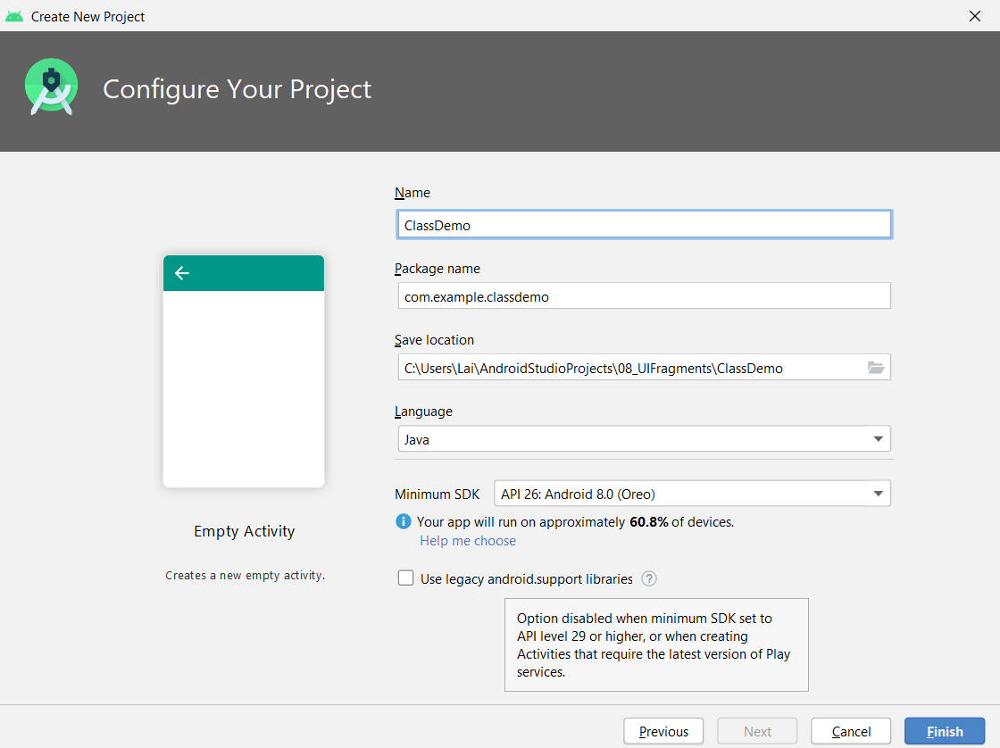 Create New Project
Configure Your Project
Name
ClassDemo
Package name
com.example.classdemo
Save location
C:\Users\Lai\AndroidStudioProjects\08_UIFragments\ClassDemo
Language
Java
Minimum SDK
API 26: Android 8.0 (Oreo)
i Your app will run on approximately 60.8% of devices.
Help me choose
Use legacy android.support libraries ?
Option disabled when minimum SDK set to
API level 29 or higher, or when creating
Activities that require the latest version of Play
services.
Empty Activity
Creates a new empty activity.
Previous
Next
Cancel
Finish